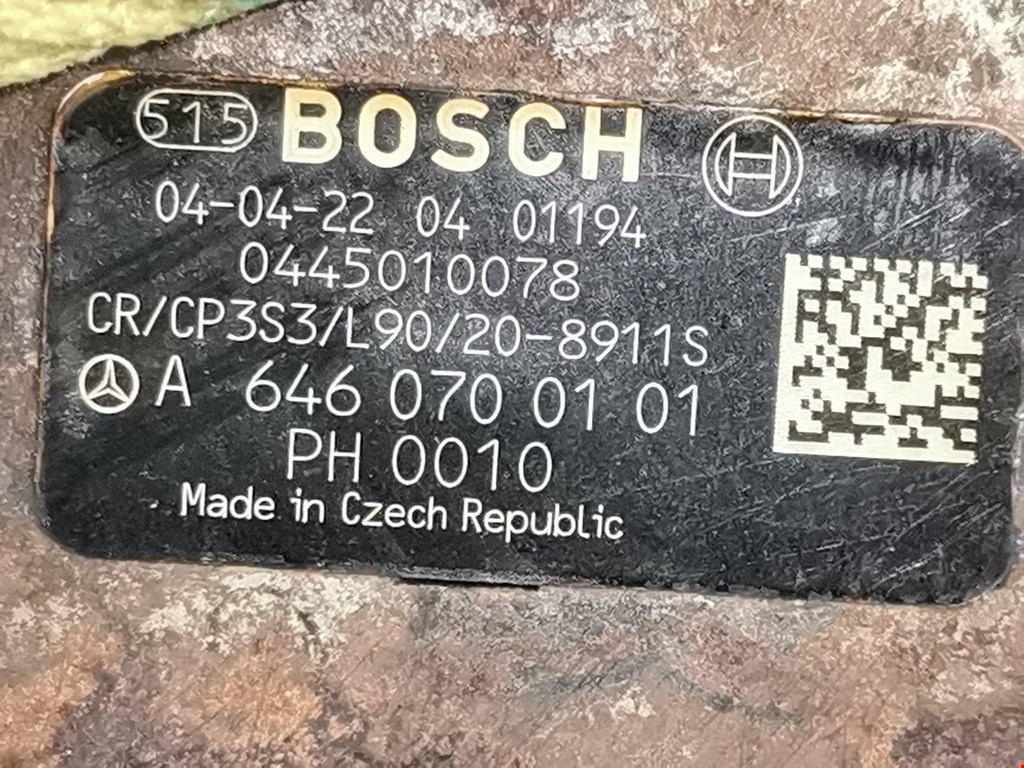 515 BOSCH
04-04-22 04 01194
0445010078
CR/CP3S3/L90/20-8911S
A 646 070 01 01
PH 0010
Made in Czech Republic